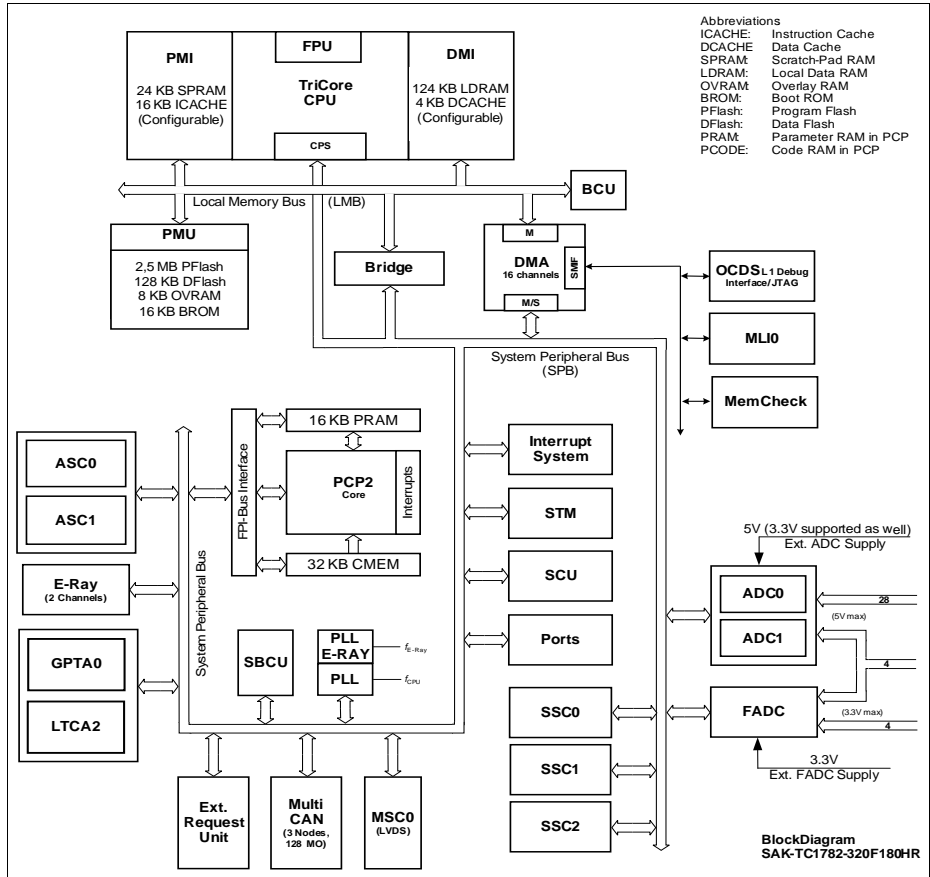 Abbreviations
ICACHE: Instruction Cache
DCACHE Data Cache
SPRAM: Scratch-Pad RAM
LDRAM: Local Data RAM
OVRAM: Overlay RAM
BROM: Boot ROM
PFlash: Program Flash
DFlash: Data Flash
PRAM: Parameter RAM in PCP
PCODE: Code RAM in PCP
PMI
24 KB SPRAM
16 KB ICACHE
(Configurable)
FPU
TriCore
CPU
CPS
DMI
124 KB LDRAM
4 KB DCACHE
(Configurable)
BCU
Local Memory Bus (LMB)
PMU
2,5 MB PFlash
128 KB DFlash
8 KB OVRAM
16 KB BROM
Bridge
M
DMA
16 channels
SMIF
M/S
OCDS L1 Debug
Interface/JTAG
MLI0
MemCheck
System Peripheral Bus
(SPB)
ASC0
ASC1
E-Ray
(2 Channels)
GPTA0
LTCA2
System Peripheral Bus
FPI-Bus Interface
16 KB PRAM
PCP2
Core
Interrupts
32 KB CMEM
SBCU
PLL
E-RAY
PLL
fE-Ray
fCPU
Interrupt
System
STM
SCU
Ports
SSC0
SSC1
SSC2
5V (3.3V supported as well)
Ext. ADC Supply
ADC0
ADC1
28
(5V max)
4
FADC
(3.3V max)
4
3.3V
Ext. FADC Supply
Ext.
Request
Unit
Multi
CAN
(3 Nodes,
128 MO)
MSC0
(LVDS)
BlockDiagram
SAK-TC1782-320F180HR